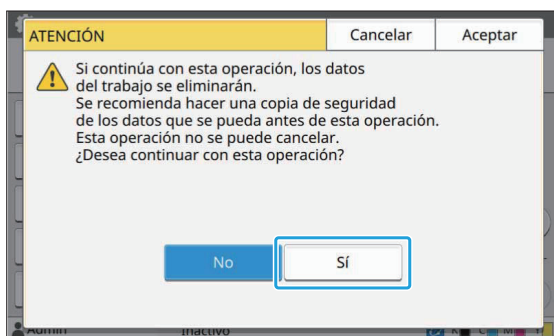 ATENCIÓN
Cancelar
Aceptar
Si continúa con esta operación, los datos
del trabajo se eliminarán.
Se recomienda hacer una copia de seguridad
de los datos que se pueda antes de esta operación.
Esta operación no se puede cancelar.
¿Desea continuar con esta operación?
No
Sí
Admin
Inactivo
K C M Y